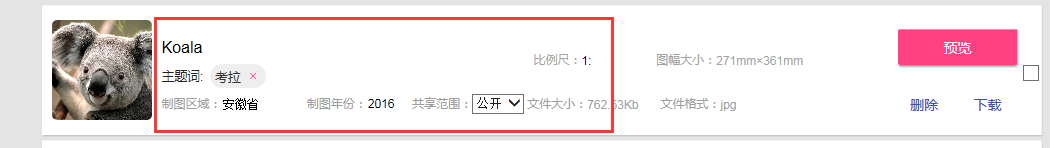 Koala 比例尺：1: 图幅大小：271mm×361mm 预览
主题词: 考拉 ×
制图区域：安徽省 制图年份：2016 共享范围：公开 文件大小：762.53Kb 文件格式：jpg 删除 下载